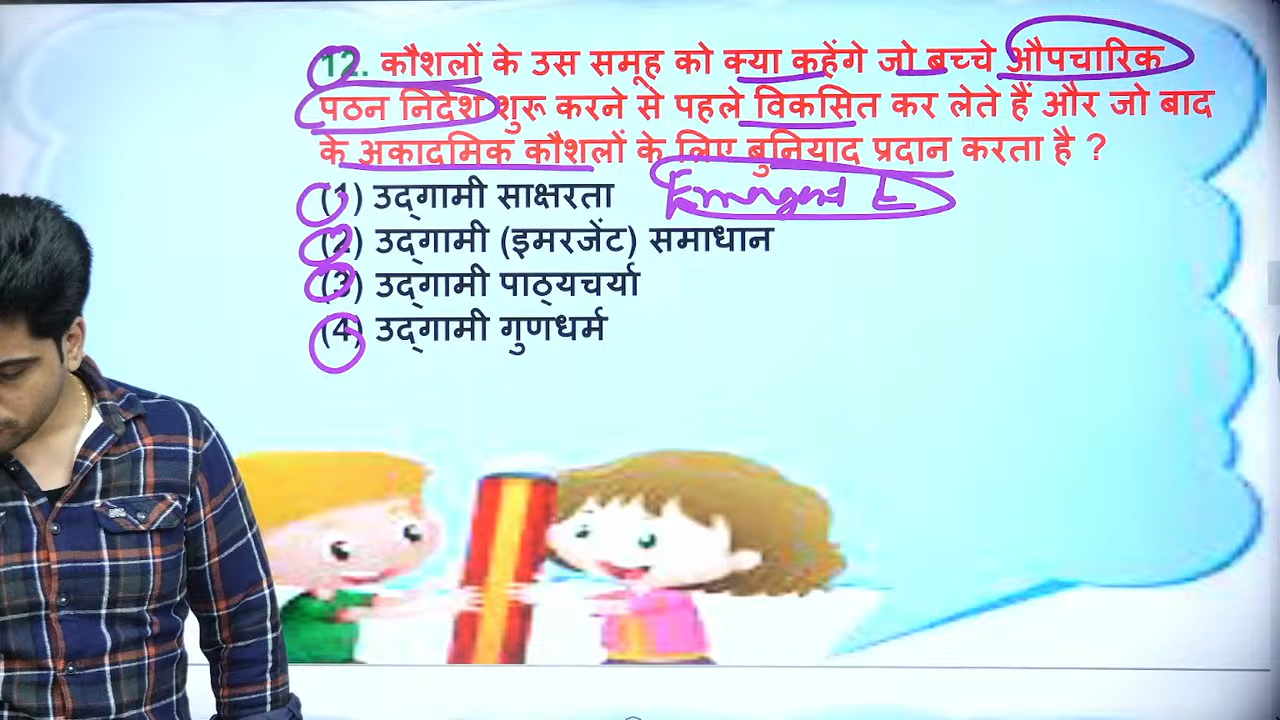 12. कौशलों के उस समूह को क्या कहेंगे जो बच्चे औपचारिक
पठन निर्देश शुरू करने से पहले विकसित कर लेते हैं और जो बाद
के अकादमिक कौशलों के लिए बुनियाद प्रदान करता है ?
(1) उद्गामी साक्षरता
Emergent L
(2) उद्गामी (इमरजेंट) समाधान
(3) उद्गामी पाठ्यचर्या
(4) उद्गामी गुणधर्म